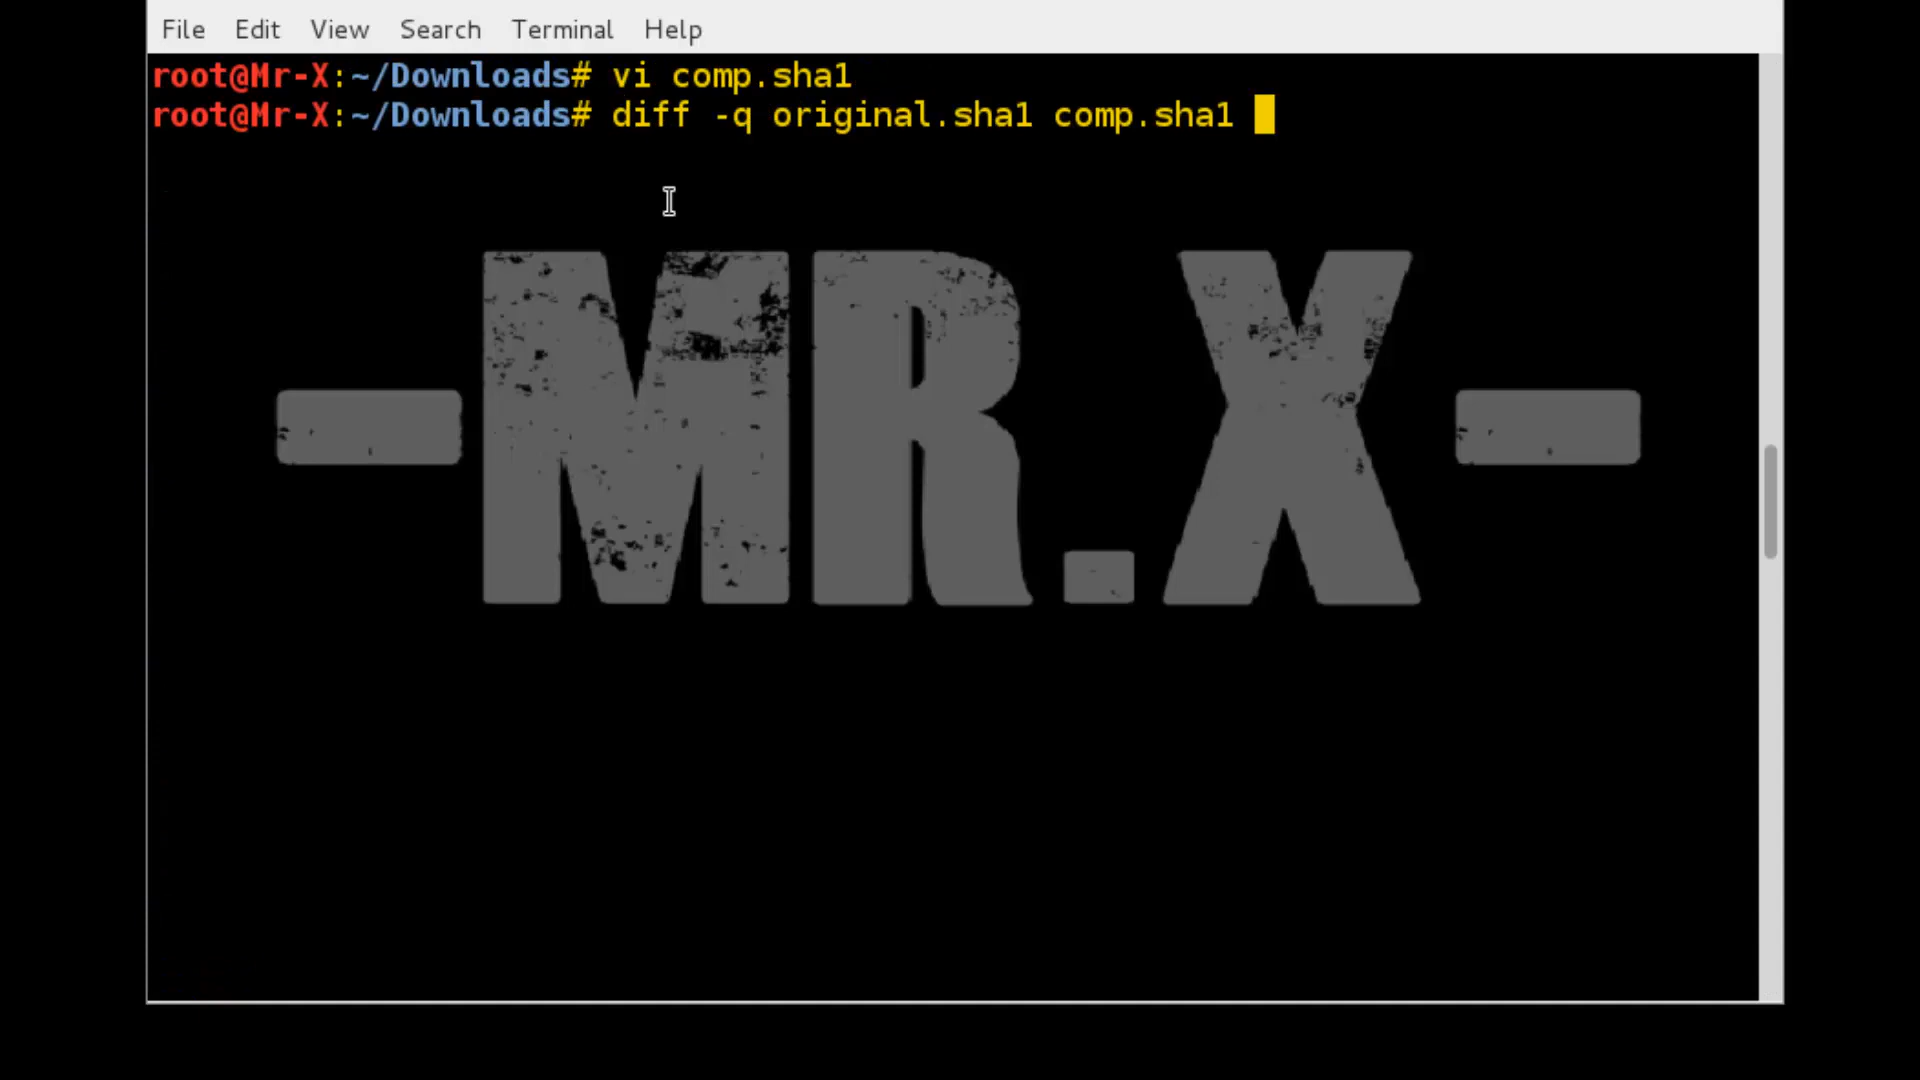 File Edit View Search Terminal Help
root@Mr-X:~/Downloads# vi comp.sha1
root@Mr-X:~/Downloads# diff -q original.sha1 comp.sha1
-MR.X-